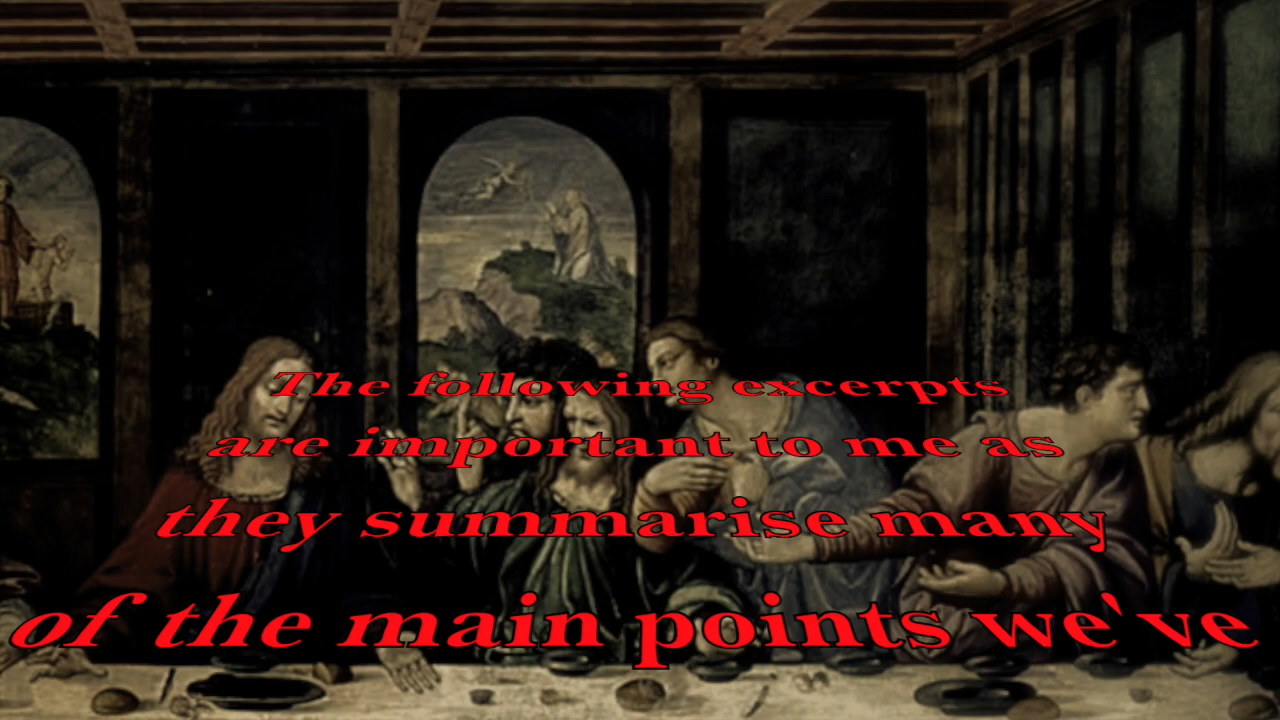 The following excerpts
are important to me as
they summarise many
of the main points we've